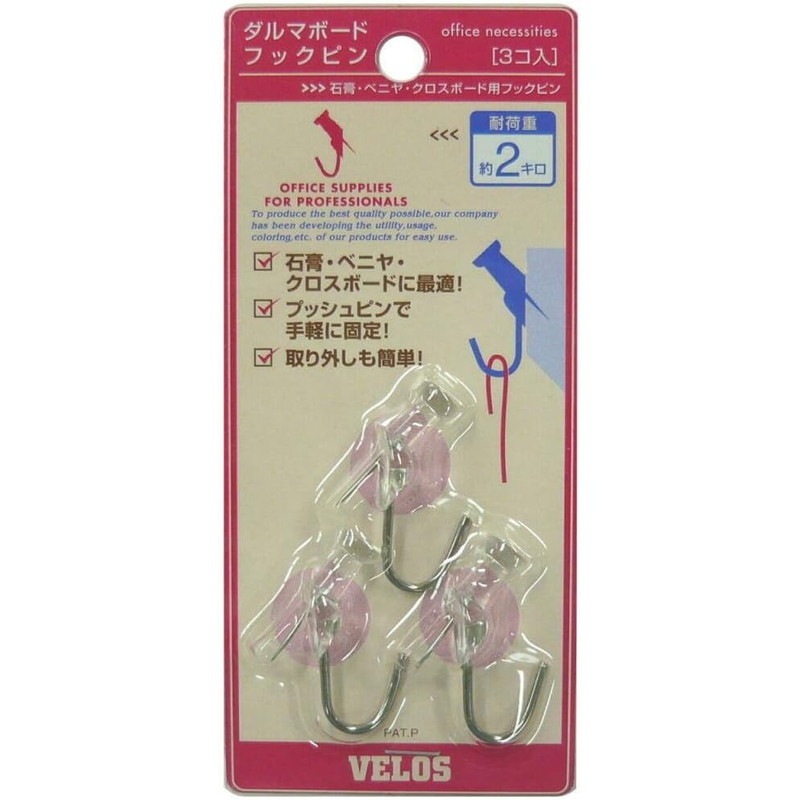 ダルマボード
フックピン
office necessities
[3コ入]
>>> 石膏・ベニヤ・クロスボード用フックピン
<<<
耐荷重
約2キロ
OFFICE SUPPLIES
FOR PROFESSIONALS
To produce the best quality possible,our company
has been developing the utility,usage,
coloring,etc. of our products for easy use.
石膏・ベニヤ・
クロスボードに最適!
プッシュピンで
手軽に固定!
取り外しも簡単!
PAT.P
VELOS